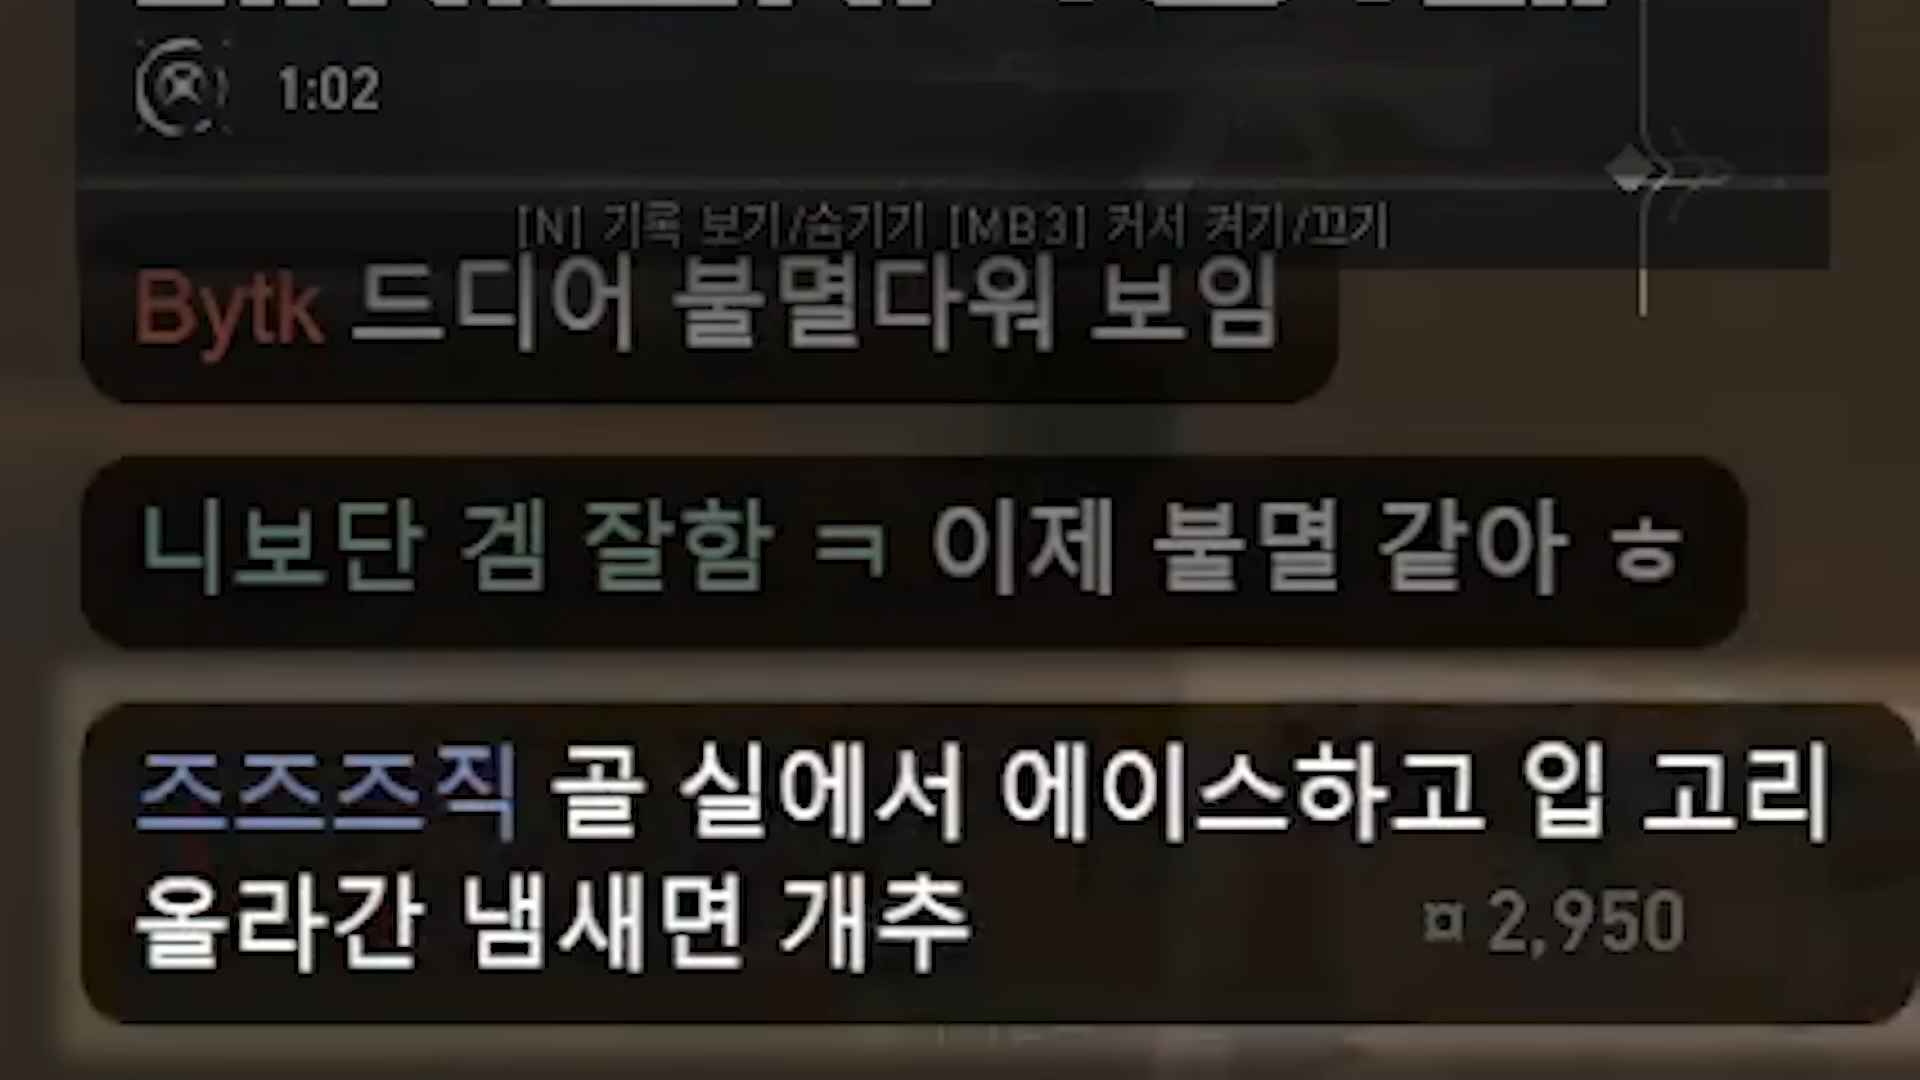 1:02
[N] 기록 보기/숨기기 [MB3] 커서 켜기/끄기
Bytk 드디어 불멸다워 보임
니보단 겜 잘함 ㅋ 이제 불멸 같아 ㅎ
즈즈즈직 골 실에서 에이스하고 입 고리
올라간 냄새면 개추
¤ 2,950